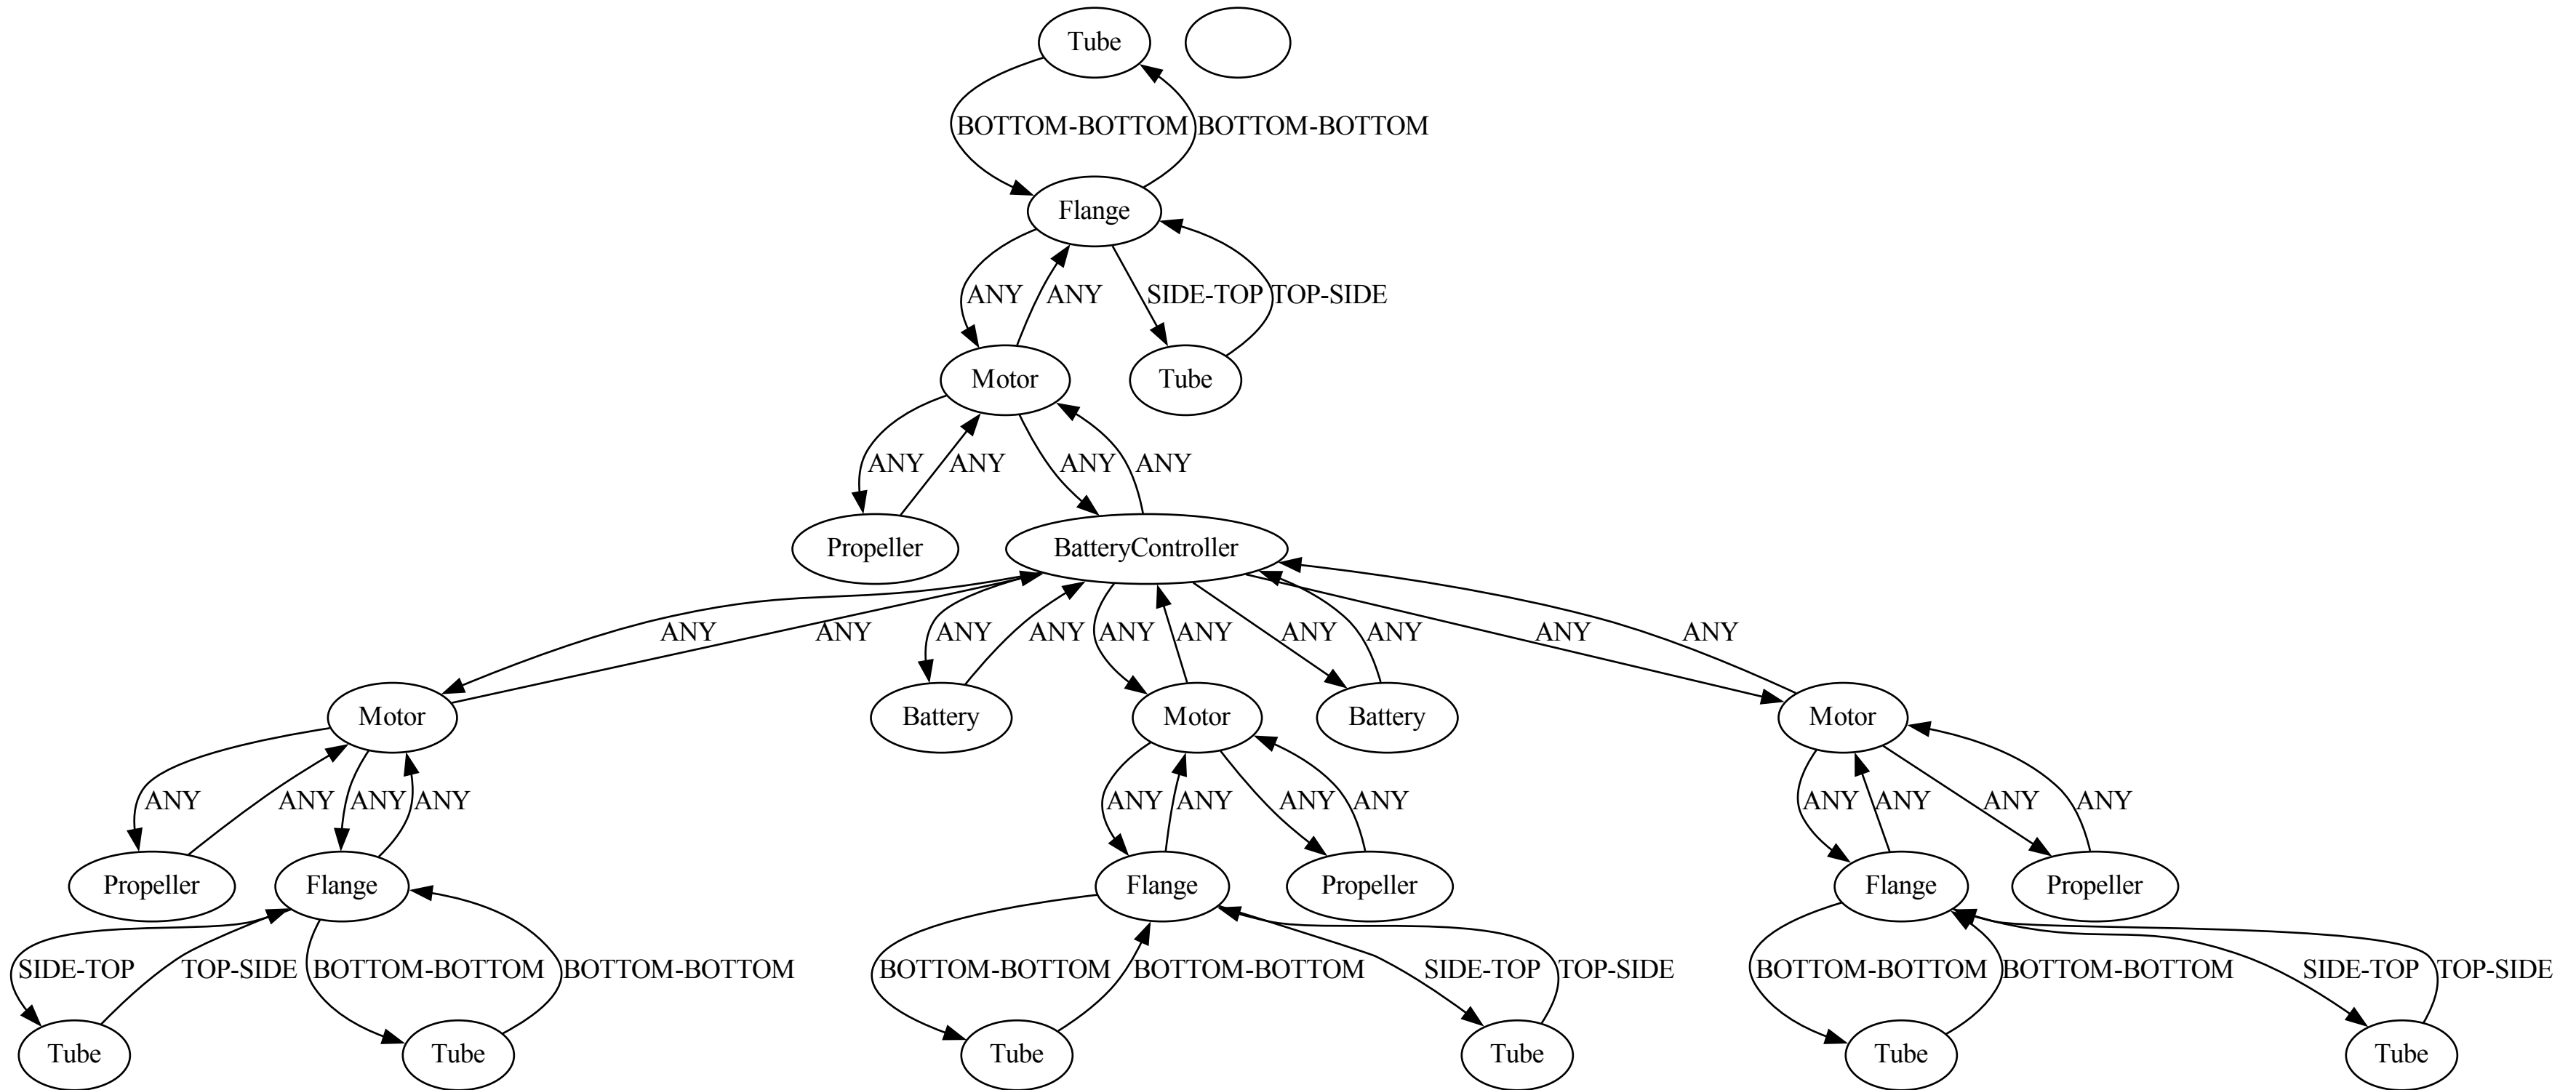 Tube
BOTTOM-BOTTOM BOTTOM-BOTTOM
Flange
ANY ANY SIDE-TOP TOP-SIDE
Motor Tube
ANY ANY ANY ANY
Propeller BatteryController
ANY ANY ANY ANY ANY ANY ANY ANY ANY ANY
Motor Battery Motor Battery Motor
ANY ANY ANY ANY ANY ANY ANY ANY ANY ANY ANY ANY
Propeller Flange Flange Propeller Flange Propeller
SIDE-TOP TOP-SIDE BOTTOM-BOTTOM BOTTOM-BOTTOM BOTTOM-BOTTOM BOTTOM-BOTTOM SIDE-TOP TOP-SIDE BOTTOM-BOTTOM BOTTOM-BOTTOM SIDE-TOP TOP-SIDE
Tube Tube Tube Tube Tube Tube